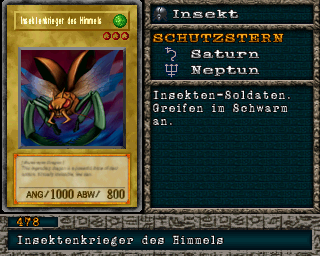 Insektenkrieger des Himmels
ANG/ 1000 ABW/ 800
Insekt
SCHUTZSTERN
Saturn
Neptun
Insekten-Soldaten.
Greifen im Schwarm
an.
478
Insektenkrieger des Himmels